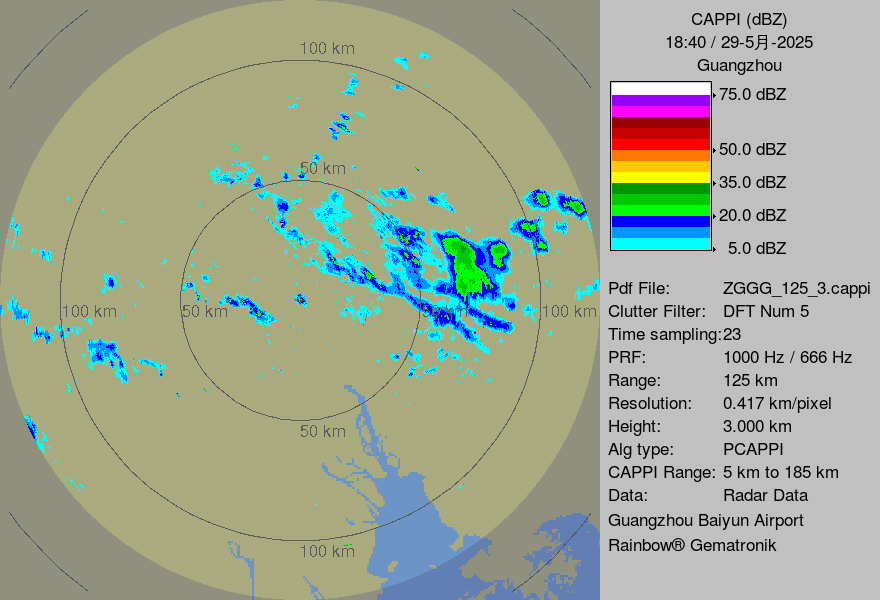 100 km
50 km
100 km
50 km
50 km
100 km
50 km
100 km
CAPPI (dBZ)
18:40 / 29-5月-2025
Guangzhou
75.0 dBZ
50.0 dBZ
35.0 dBZ
20.0 dBZ
5.0 dBZ
Pdf File: ZGGG_125_3.cappi
Clutter Filter: DFT Num 5
Time sampling:23
PRF: 1000 Hz / 666 Hz
Range: 125 km
Resolution: 0.417 km/pixel
Height: 3.000 km
Alg type: PCAPPI
CAPPI Range: 5 km to 185 km
Data: Radar Data
Guangzhou Baiyun Airport
Rainbow® Gematronik